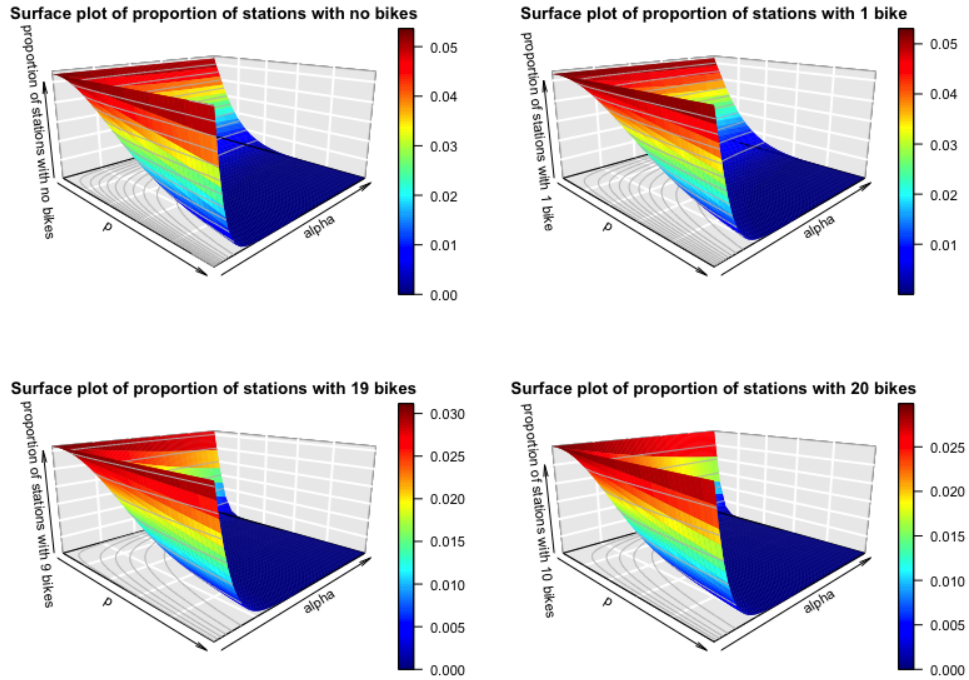 Surface plot of proportion of stations with no bikes
proportion of stations with no bikes
p
alpha
0.05
0.04
0.03
0.02
0.01
0.00
Surface plot of proportion of stations with 1 bike
proportion of stations with 1 bike
p
alpha
0.05
0.04
0.03
0.02
0.01
Surface plot of proportion of stations with 19 bikes
proportion of stations with 9 bikes
p
alpha
0.030
0.025
0.020
0.015
0.010
0.005
0.000
Surface plot of proportion of stations with 20 bikes
proportion of stations with 10 bikes
p
alpha
0.025
0.020
0.015
0.010
0.005
0.000